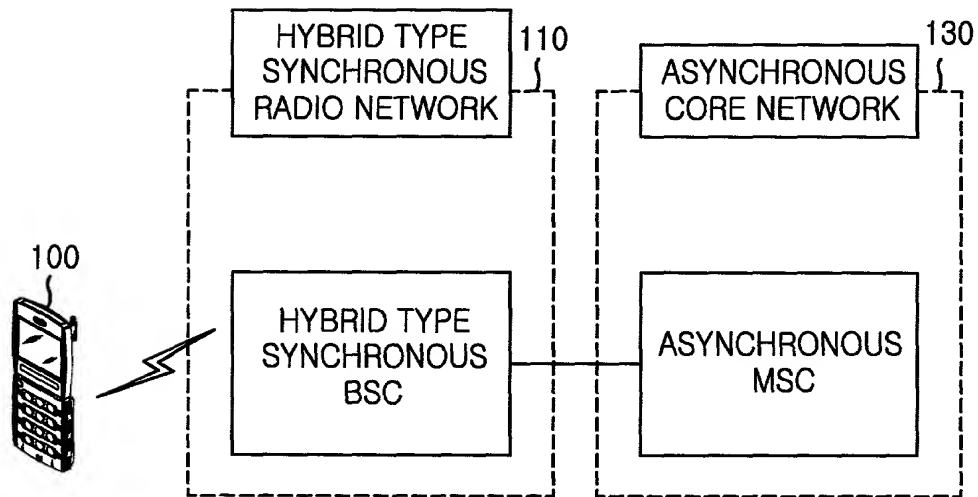 HYBRID TYPE
SYNCHRONOUS
RADIO NETWORK
110
ASYNCHRONOUS
CORE NETWORK
130
100
HYBRID TYPE
SYNCHRONOUS
BSC
ASYNCHRONOUS
MSC